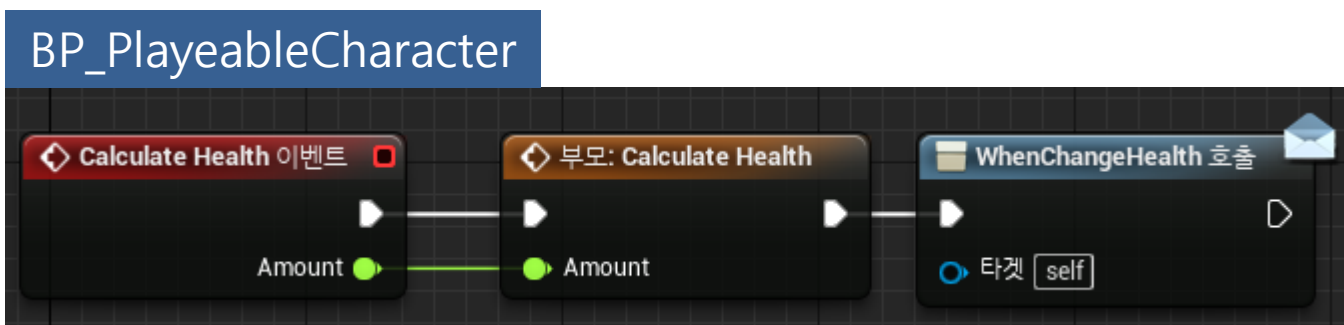 BP_PlayeableCharacter
Calculate Health 이벤트
부모: Calculate Health
WhenChangeHealth 호출
Amount
Amount
타겟 self